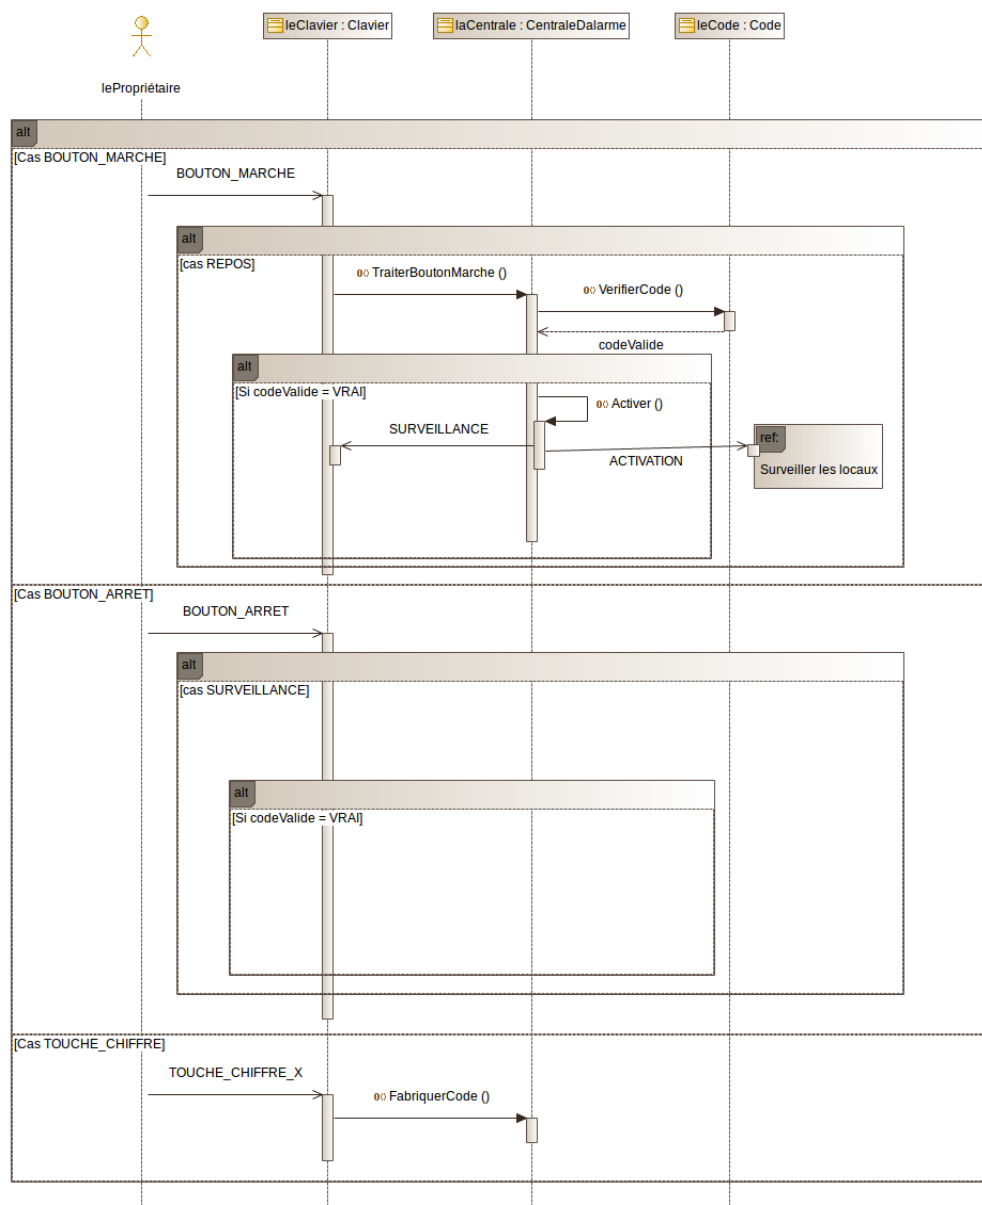 leClavier : Clavier
laCentrale : CentraleDalarme
leCode : Code
lePropriétaire
alt
[Cas BOUTON_MARCHE]
BOUTON_MARCHE
alt
[cas REPOS]
TraiterBoutonMarche ()
VerifierCode ()
codeValide
alt
[Si codeValide = VRAI]
Activer ()
SURVEILLANCE
ACTIVATION
ref:
Surveiller les locaux
[Cas BOUTON_ARRET]
BOUTON_ARRET
alt
[cas SURVEILLANCE]
alt
[Si codeValide = VRAI]
[Cas TOUCHE_CHIFFRE]
TOUCHE_CHIFFRE_X
FabriquerCode ()